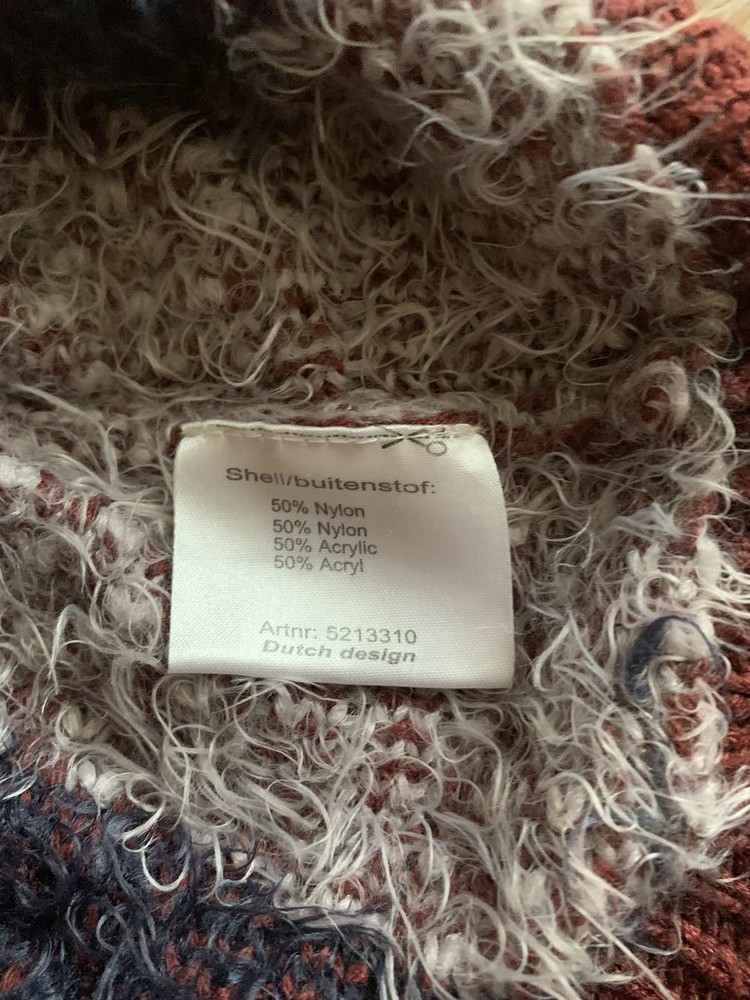 Shell/buitenstof:
50% Nylon
50% Nylon
50% Acrylic
50% Acryl
Artnr: 5213310
Dutch design